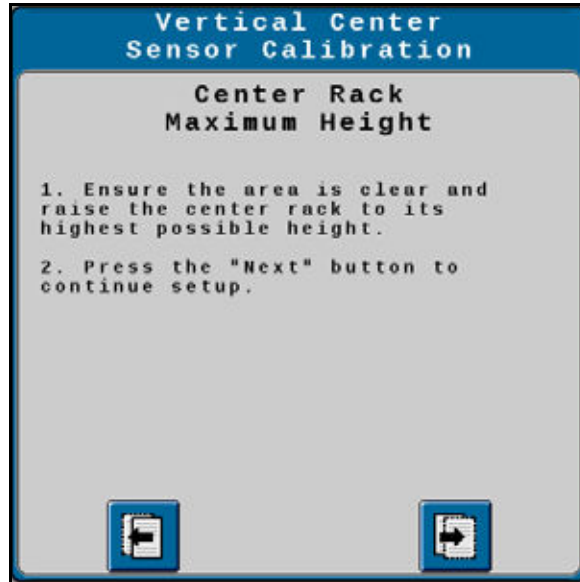 Vertical Center
Sensor Calibration
Center Rack
Maximum Height
1. Ensure the area is clear and
raise the center rack to its
highest possible height.
2. Press the "Next" button to
continue setup.